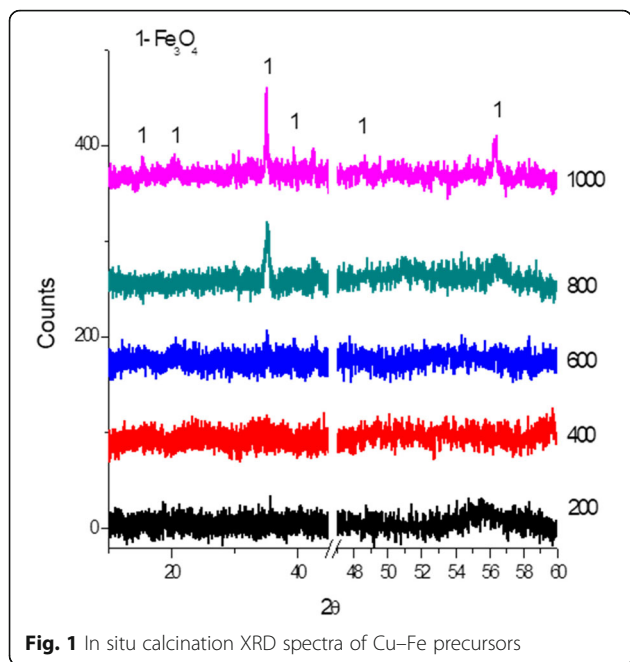 1- Fe₃O₄
1
1 1 1 1 1
400
1000
800
Counts
200
600
400
200
0
20 40 48 50 52 54 56 58 60
2θ
Fig. 1 In situ calcination XRD spectra of Cu–Fe precursors